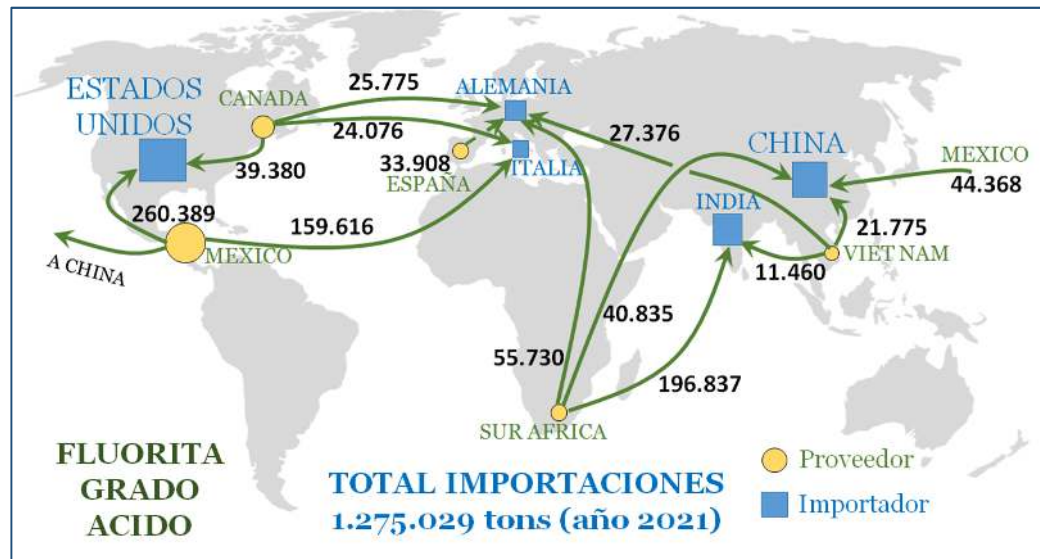 ESTADOS
UNIDOS
CANADA
25.775
ALEMANIA
24.076
27.376
CHINA
39.380
33.908
ESPAÑA
ITALIA
MEXICO
44.368
INDIA
260.389
159.616
MEXICO
A CHINA
21.775
VIET NAM
11.460
40.835
55.730
196.837
SUR AFRICA
FLUORITA
GRADO
ACIDO
TOTAL IMPORTACIONES
1.275.029 tons (año 2021)
Proveedor
Importador